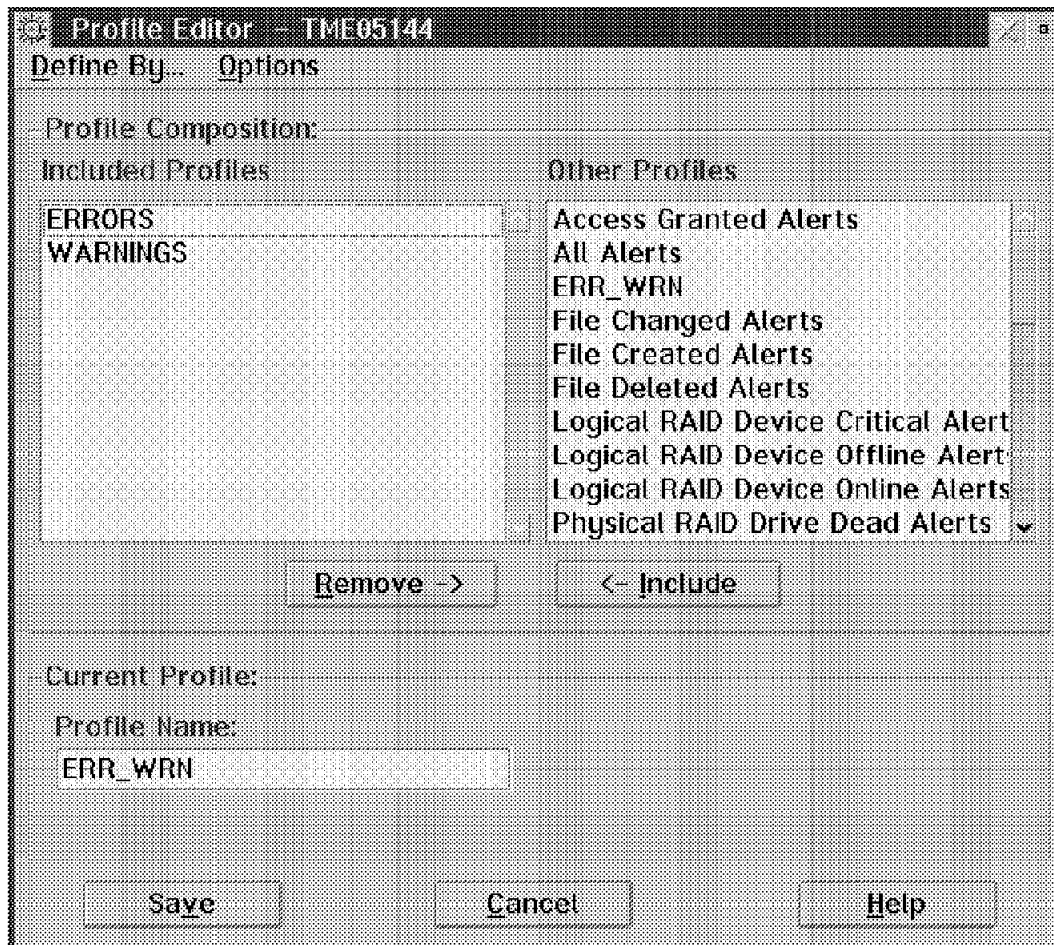 Profile Editor - TME05144
Define By... Options
Profile Composition:
Included Profiles
ERRORS
WARNINGS
Other Profiles
Access Granted Alerts
All Alerts
ERR_WRN
File Changed Alerts
File Created Alerts
File Deleted Alerts
Logical RAID Device Critical Alert
Logical RAID Device Offline Alert
Logical RAID Device Online Alerts
Physical RAID Drive Dead Alerts
Remove -> <- Include
Current Profile:
Profile Name:
ERR_WRN
Save Cancel Help